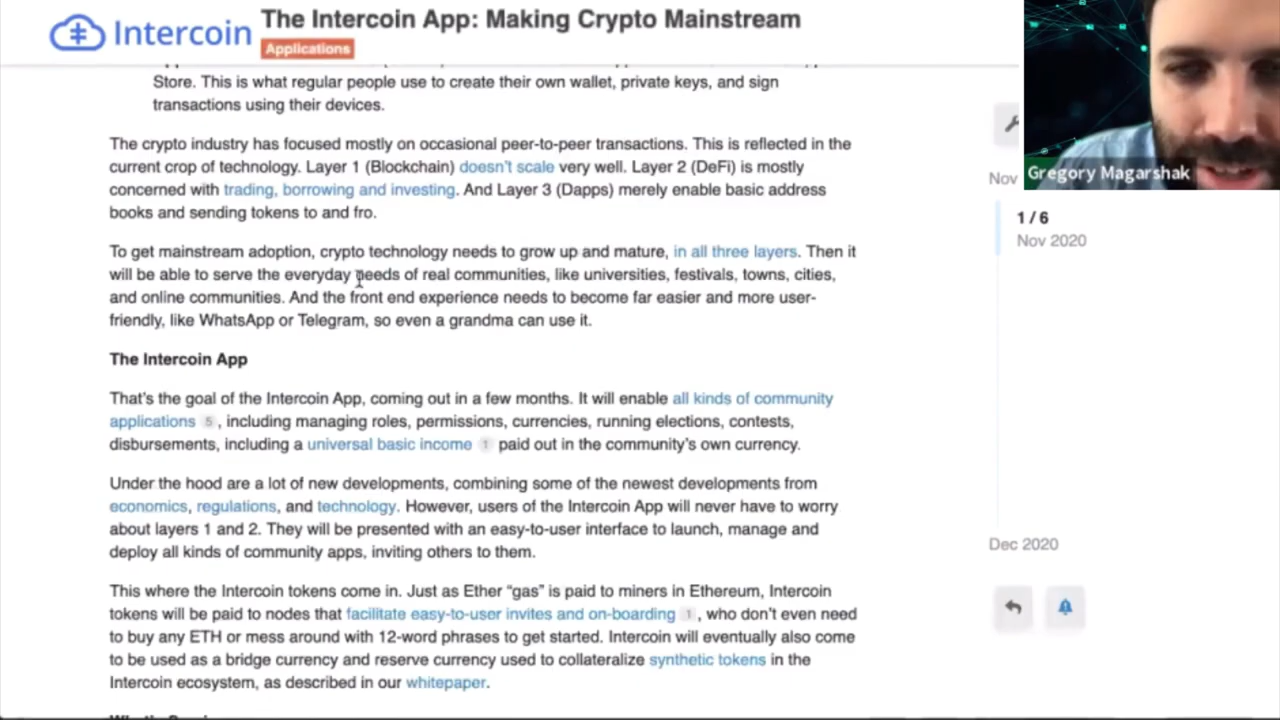 Intercoin
The Intercoin App: Making Crypto Mainstream
Applications
Gregory Magarshak
Store. This is what regular people use to create their own wallet, private keys, and sign
transactions using their devices.
The crypto industry has focused mostly on occasional peer-to-peer transactions. This is reflected in the
current crop of technology. Layer 1 (Blockchain) doesn't scale very well. Layer 2 (DeFi) is mostly
concerned with trading, borrowing and investing. And Layer 3 (Dapps) merely enable basic address
books and sending tokens to and fro.
To get mainstream adoption, crypto technology needs to grow up and mature, in all three layers. Then it
will be able to serve the everyday needs of real communities, like universities, festivals, towns, cities,
and online communities. And the front end experience needs to become far easier and more user-
friendly, like WhatsApp or Telegram, so even a grandma can use it.
The Intercoin App
That's the goal of the Intercoin App, coming out in a few months. It will enable all kinds of community
applications 5 , including managing roles, permissions, currencies, running elections, contests,
disbursements, including a universal basic income 1 paid out in the community's own currency.
Under the hood are a lot of new developments, combining some of the newest developments from
economics, regulations, and technology. However, users of the Intercoin App will never have to worry
about layers 1 and 2. They will be presented with an easy-to-user interface to launch, manage and
deploy all kinds of community apps, inviting others to them.
This where the Intercoin tokens come in. Just as Ether “gas” is paid to miners in Ethereum, Intercoin
tokens will be paid to nodes that facilitate easy-to-user invites and on-boarding 1 , who don't even need
to buy any ETH or mess around with 12-word phrases to get started. Intercoin will eventually also come
to be used as a bridge currency and reserve currency used to collateralize synthetic tokens in the
Intercoin ecosystem, as described in our whitepaper.
Nov
1 / 6
Nov 2020
Dec 2020